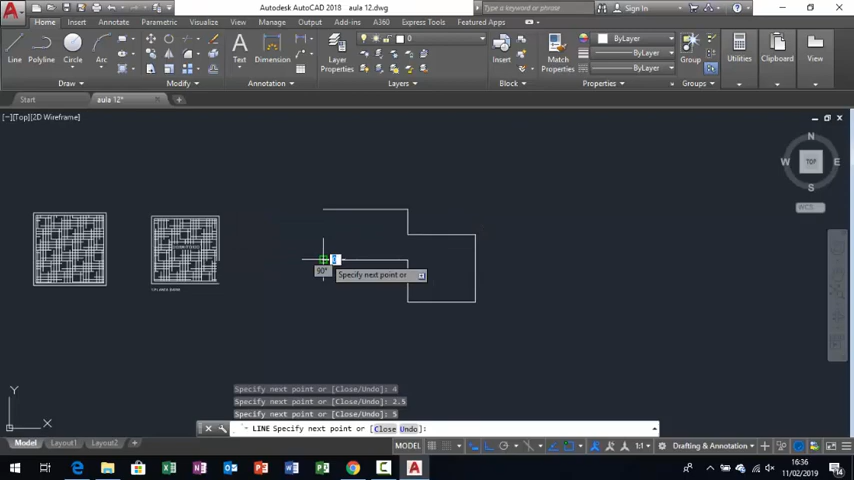 Autodesk AutoCAD 2018   aula 12.dwg
Type a keyword or phrase
Sign In
Home Insert Annotate Parametric View Manage Output Add-ins A360 Express Tools Featured Apps
Line Polyline Circle Arc
Text Dimension
Layer
Properties
0
Insert
Match
Properties
ByLayer
ByLayer
ByLayer
Group
Utilities
Clipboard
View
Draw Modify Annotation Layers Block Properties Groups
Start aula 12*
[−][Top][2D Wireframe]
N
W TOP E
S
WCS
90°
Specify next point or
Y
X
Specify next point or [Close/Undo]: 4
Specify next point or [Close/Undo]: 2.5
Specify next point or [Close/Undo]: 5
LINE Specify next point or [Close Undo]:
Model Layout1 Layout2 +
MODEL
1:1
Drafting & Annotation
16:36
11/02/2019
14